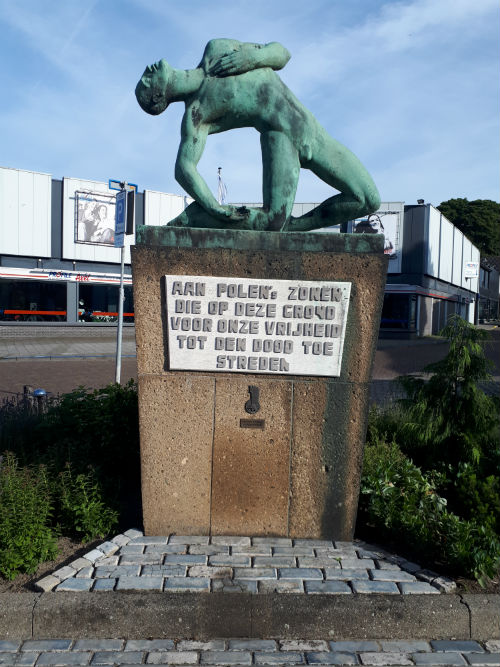 AAN POLEN's ZONEN
DIE OP DEZE GROND
VOOR ONZE VRIJHEID
TOT DEN DOOD TOE
STREDEN